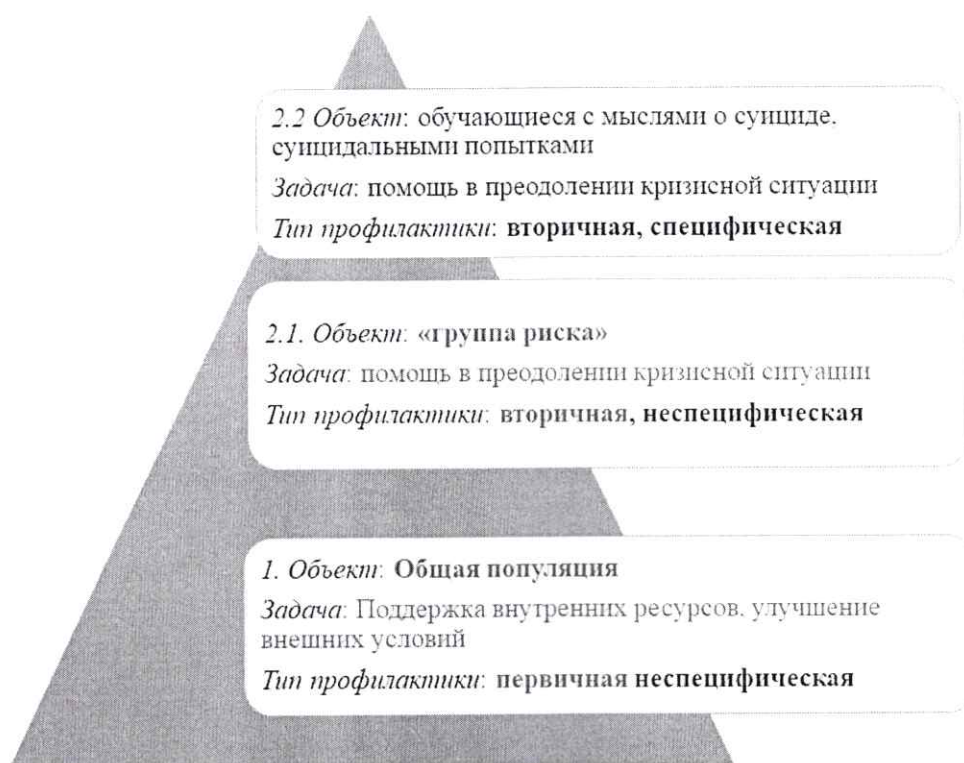 2.2 Объект: обучающиеся с мыслями о суициде,
суицидальными попытками
Задача: помощь в преодолении кризисной ситуации
Тип профилактики: вторичная, специфическая
2.1. Объект: «группа риска»
Задача: помощь в преодолении кризисной ситуации
Тип профилактики: вторичная, неспецифическая
1. Объект: Общая популяция
Задача: Поддержка внутренних ресурсов, улучшение
внешних условий
Тип профилактики: первичная неспецифическая